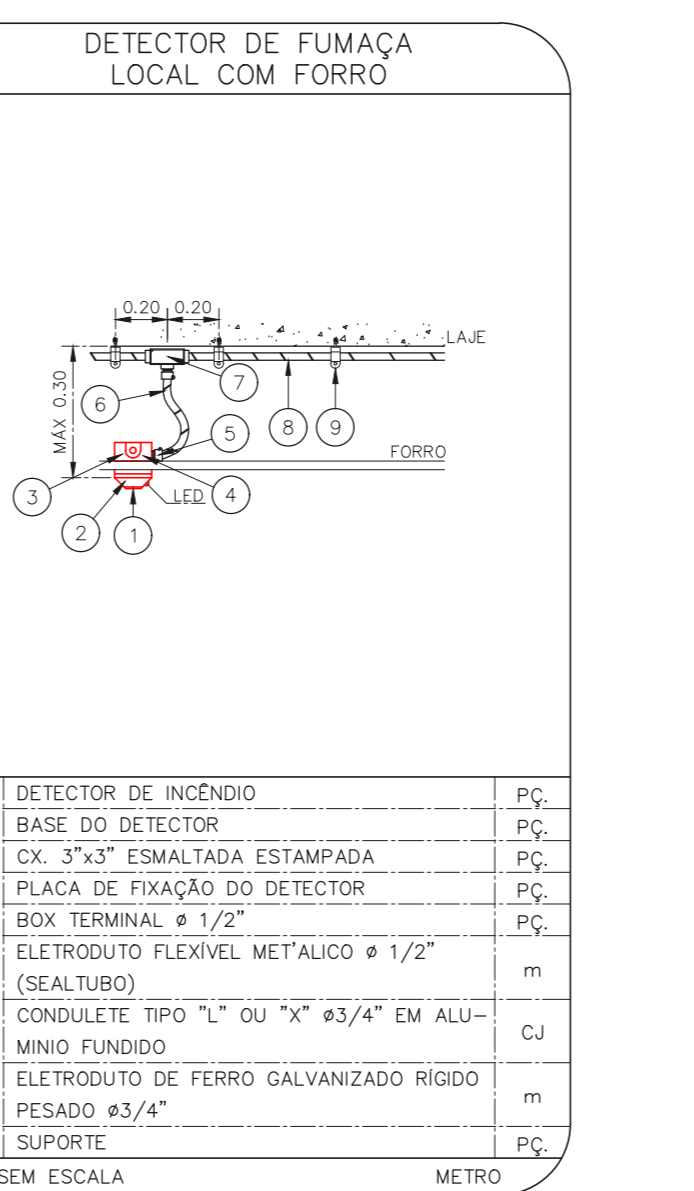 DETECTOR DE FUMAÇA
LOCAL COM FORRO
0.20 0.20
LAJE
MÁX 0.30
7
6
5
8
9
FORRO
3
LED
4
2
1
DETECTOR DE INCÊNDIO PÇ.
BASE DO DETECTOR PÇ.
CX. 3"x3" ESMALTADA ESTAMPADA PÇ.
PLACA DE FIXAÇÃO DO DETECTOR PÇ.
BOX TERMINAL ø 1/2" PÇ.
ELETRODUTO FLEXÍVEL MET'ALICO ø 1/2"
(SEALTUBO) m
CONDULETE TIPO "L" OU "X" ø3/4" EM ALU-
MINIO FUNDIDO CJ
ELETRODUTO DE FERRO GALVANIZADO RÍGIDO
PESADO ø3/4" m
SUPORTE PÇ.
SEM ESCALA METRO